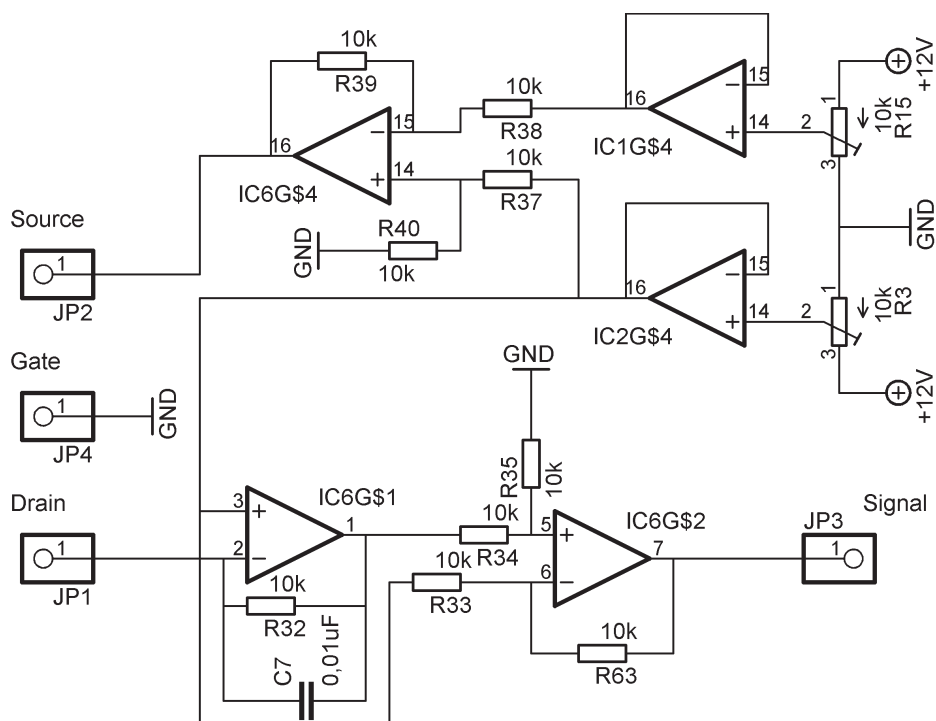 10k
R39
15
16
14
IC6G$4
10k
R38
10k
R37
R40
10k
GND
16
15
14
IC1G$4
1
2
3
10k
R15
+12V
GND
16
15
14
IC2G$4
1
2
3
10k
R3
+12V
Source
1
JP2
Gate
1
JP4
GND
Drain
1
JP1
3
2
1
IC6G$1
10k
R32
C7
0,01uF
GND
R35
10k
10k
R34
10k
R33
5
6
7
IC6G$2
10k
R63
JP3
1
Signal